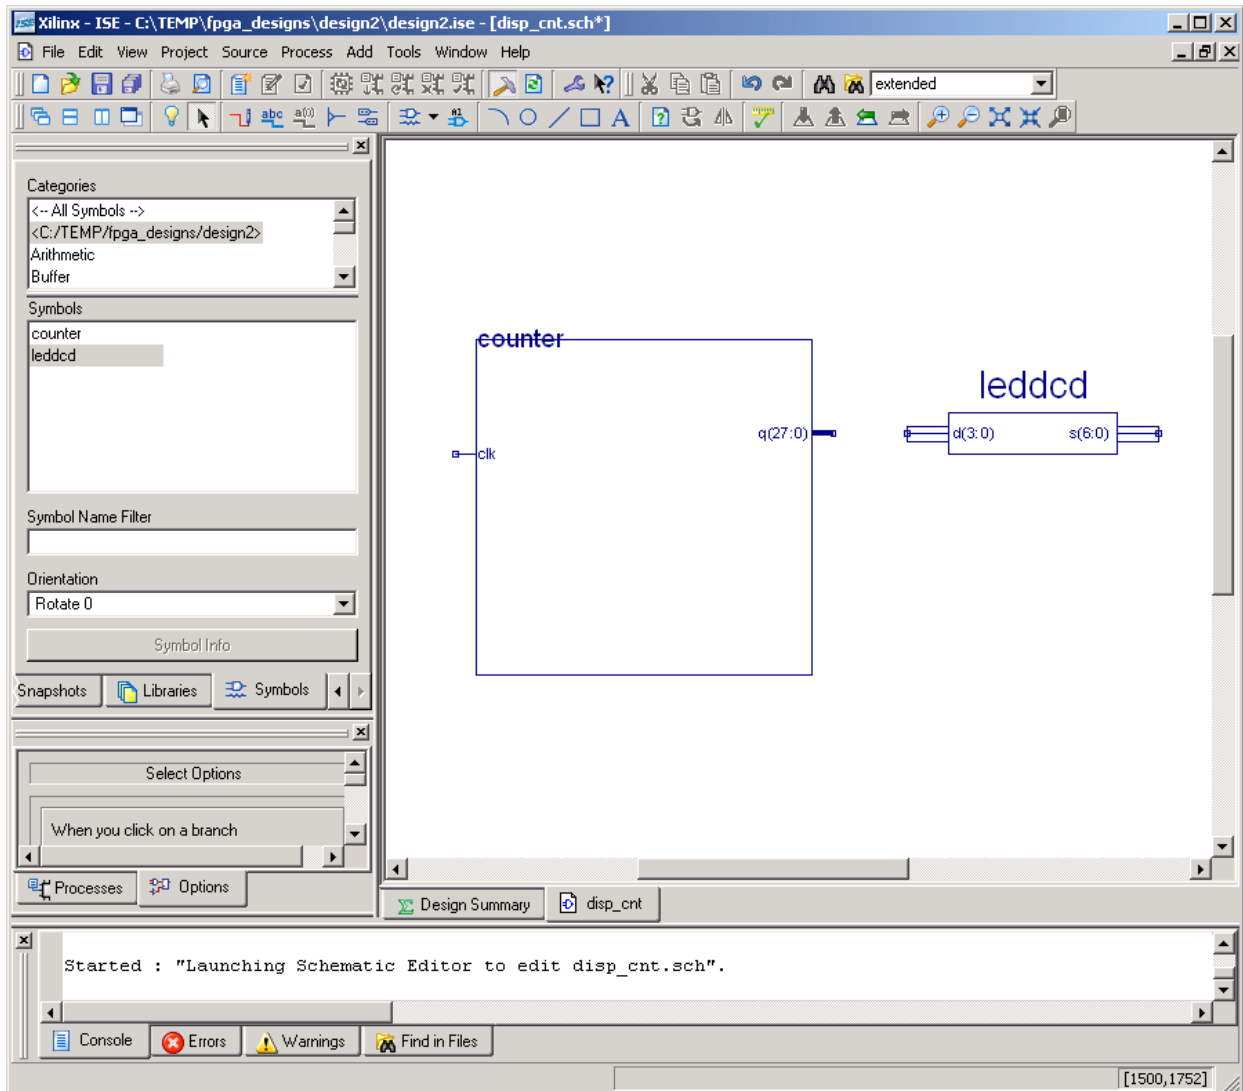 Xilinx - ISE - C:\TEMP\fpga_designs\design2\design2.ise - [disp_cnt.sch*]
File Edit View Project Source Process Add Tools Window Help
extended
abc
A
Categories
<-- All Symbols -->
<C:/TEMP/fpga_designs/design2>
Arithmetic
Buffer
Symbols
counter
leddcd
Symbol Name Filter
Orientation
Rotate 0
Symbol Info
Snapshots Libraries Symbols
Select Options
When you click on a branch
Processes Options
counter
clk
q(27:0)
leddcd
d(3:0) s(6:0)
Design Summary disp_cnt
Started : "Launching Schematic Editor to edit disp_cnt.sch".
Console Errors Warnings Find in Files
[1500,1752]